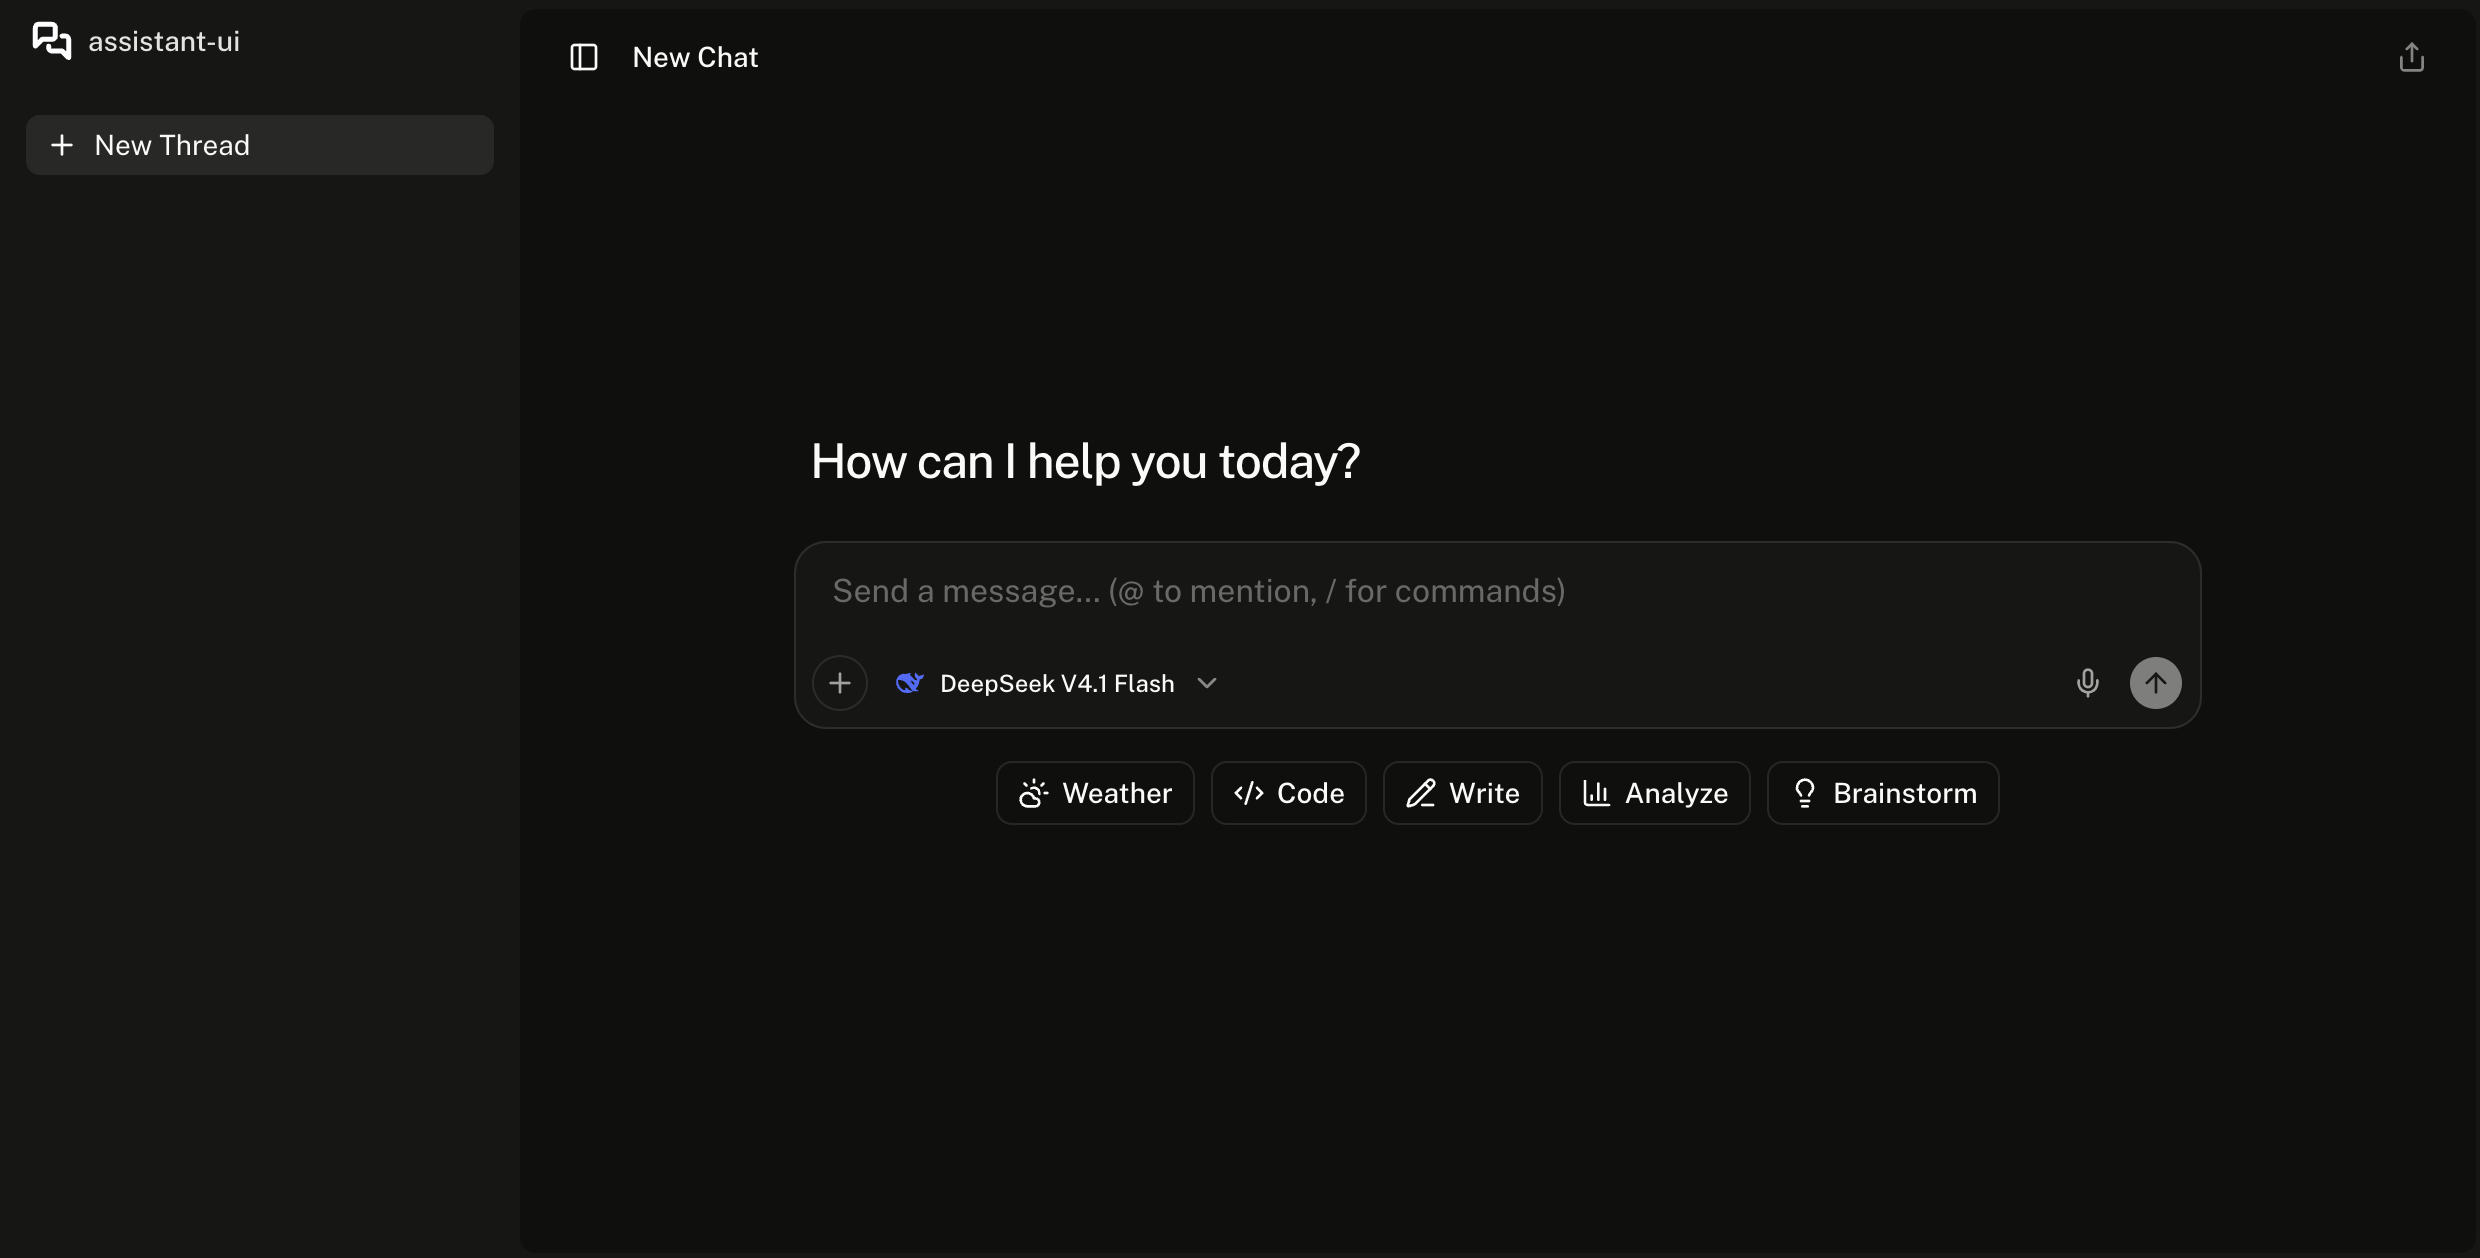 assistant-ui
New Thread
New Chat
How can I help you today?
Send a message... (@ to mention, / for commands)
DeepSeek V4.1 Flash
Weather
Code
Write
Analyze
Brainstorm